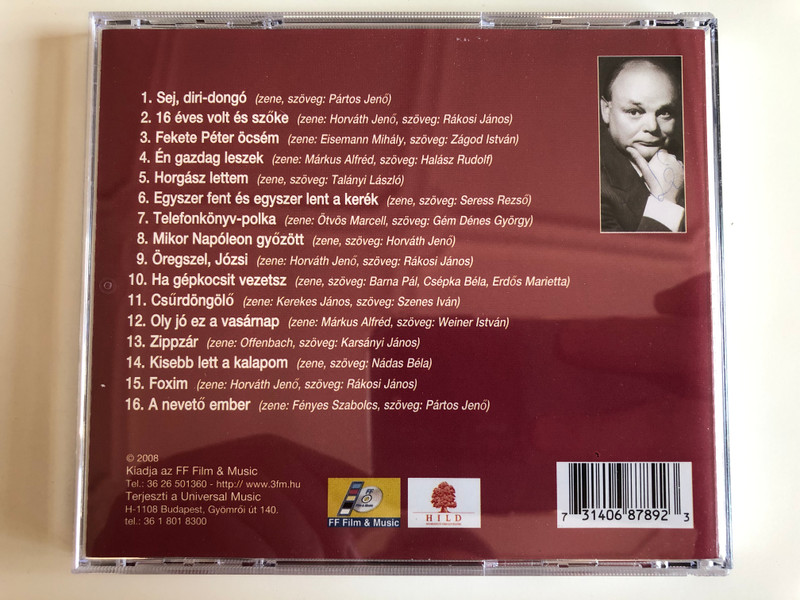 1. Sej, diri-dongó (zene, szöveg: Pártos Jenő)
2. 16 éves volt és szőke (zene: Horváth Jenő, szöveg: Rákosi János)
3. Fekete Péter öcsém (zene: Eisemann Mihály, szöveg: Zágod István)
4. Én gazdag leszek (zene: Márkus Alfréd, szöveg: Halász Rudolf)
5. Horgász lettem (zene, szöveg: Talányi László)
6. Egyszer fent és egyszer lent a kerék (zene, szöveg: Seress Rezső)
7. Telefonkönyv-polka (zene: Ötvös Marcell, szöveg: Gém Dénes György)
8. Mikor Napóleon győzött (zene, szöveg: Horváth Jenő)
9. Öregszel, Józsi (zene: Horváth Jenő, szöveg: Rákosi János)
10. Ha gépkocsit vezetsz (zene, szöveg: Barna Pál, Csépka Béla, Erdős Marietta)
11. Csűrdöngölő (zene: Kerekes János, szöveg: Szenes Iván)
12. Oly jó ez a vasárnap (zene: Márkus Alfréd, szöveg: Weiner István)
13. Zippzár (zene: Offenbach, szöveg: Karsányi János)
14. Kisebb lett a kalapom (zene, szöveg: Nádas Béla)
15. Foxim (zene: Horváth Jenő, szöveg: Rákosi János)
16. A nevető ember (zene: Fényes Szabolcs, szöveg: Pártos Jenő)
© 2008
Kiadja az FF Film & Music
Tel.: 36 26 501360 - http:// www.3fm.hu
Terjeszti a Universal Music
H-1108 Budapest, Gyömrői út 140.
tel.: 36 1 801 8300
FF
FF Film & Music
HILD
7 31406 87892 3